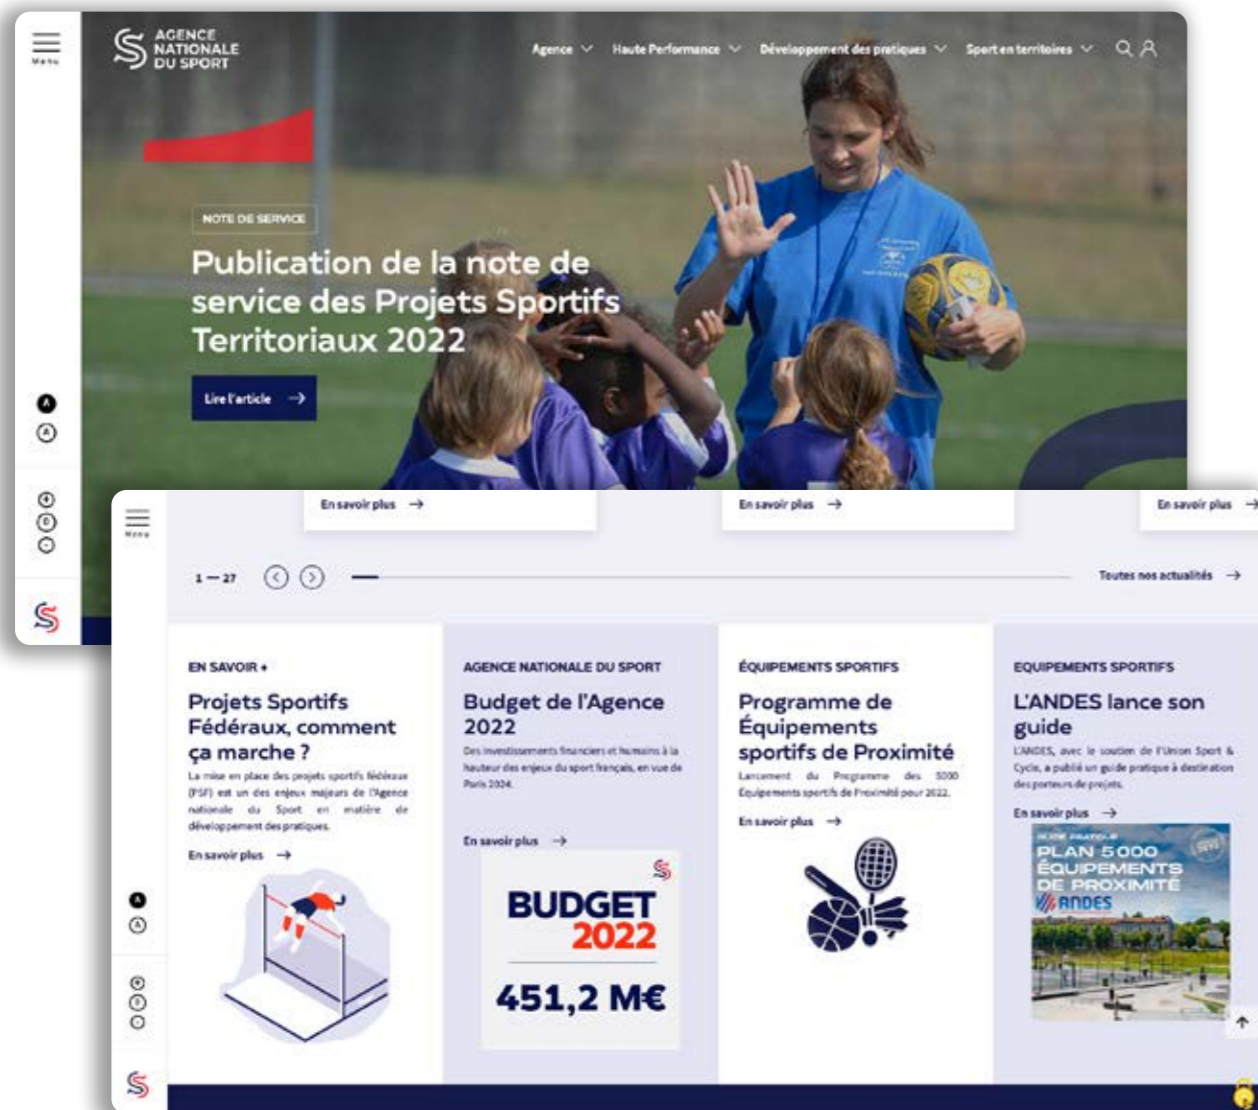 Menu
AGENCE
NATIONALE
DU SPORT
Agence
Haute Performance
Développement des pratiques
Sport en territoires
NOTE DE SERVICE
Publication de la note de
service des Projets Sportifs
Territoriaux 2022
Lire l'article
A
A
Menu
En savoir plus
En savoir plus
En savoir plus
1 — 27
Toutes nos actualités
EN SAVOIR +
Projets Sportifs
Fédéraux, comment
ça marche ?
La mise en place des projets sportifs fédéraux
(PSF) est un des enjeux majeurs de l'Agence
nationale du Sport en matière de
développement des pratiques.
En savoir plus
AGENCE NATIONALE DU SPORT
Budget de l'Agence
2022
Des investissements financiers et humains à la
hauteur des enjeux du sport français, en vue de
Paris 2024.
En savoir plus
BUDGET
2022
451,2 M€
ÉQUIPEMENTS SPORTIFS
Programme de
Équipements
sportifs de Proximité
Lancement du Programme des 5000
Équipements sportifs de Proximité pour 2022.
En savoir plus
EQUIPEMENTS SPORTIFS
L'ANDES lance son
guide
L'ANDES, avec le soutien de l'Union Sport &
Cycle, a publié un guide pratique à destination
des porteurs de projets.
En savoir plus
GUIDE PRATIQUE
PLAN 5000
ÉQUIPEMENTS
DE PROXIMITÉ
ANDES
A
A